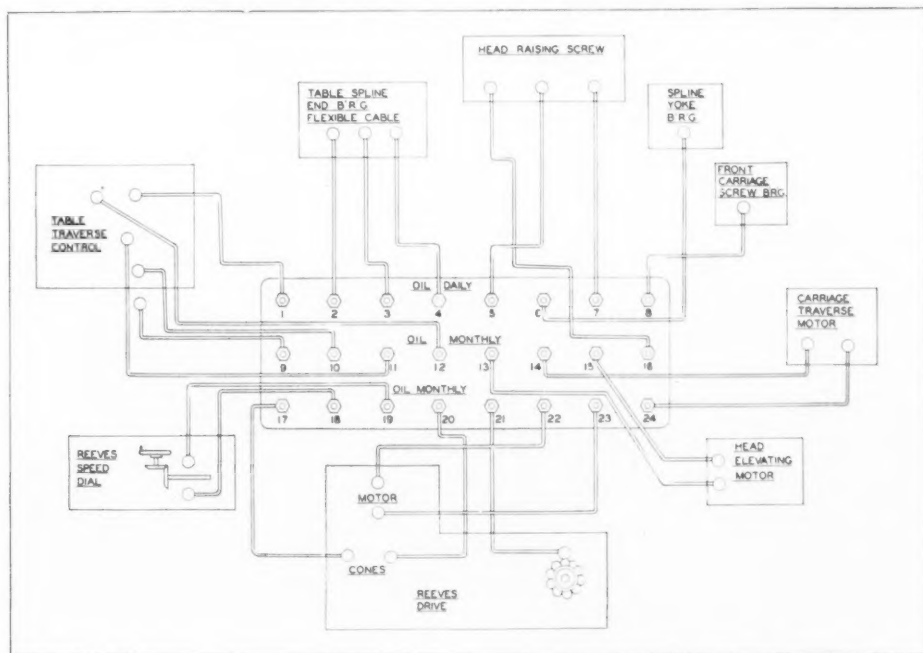 HEAD RAISING SCREW
TABLE SPLINE
END B'R.G
FLEXIBLE CABLE
SPLINE
YOKE
B.R.G.
FRONT
CARRIAGE
SCREW BRG.
TABLE
TRAVERSE
CONTROL
CARRIAGE
TRAVERSE
MOTOR
OIL DAILY
1 2 3 4 5 6 7 8
OIL MONTHLY
9 10 11 12 13 14 15 16
OIL MONTHLY
17 18 19 20 21 22 23 24
REEVES
SPEED
DIAL
HEAD
ELEVATING
MOTOR
MOTOR
CONES
REEVES
DRIVE